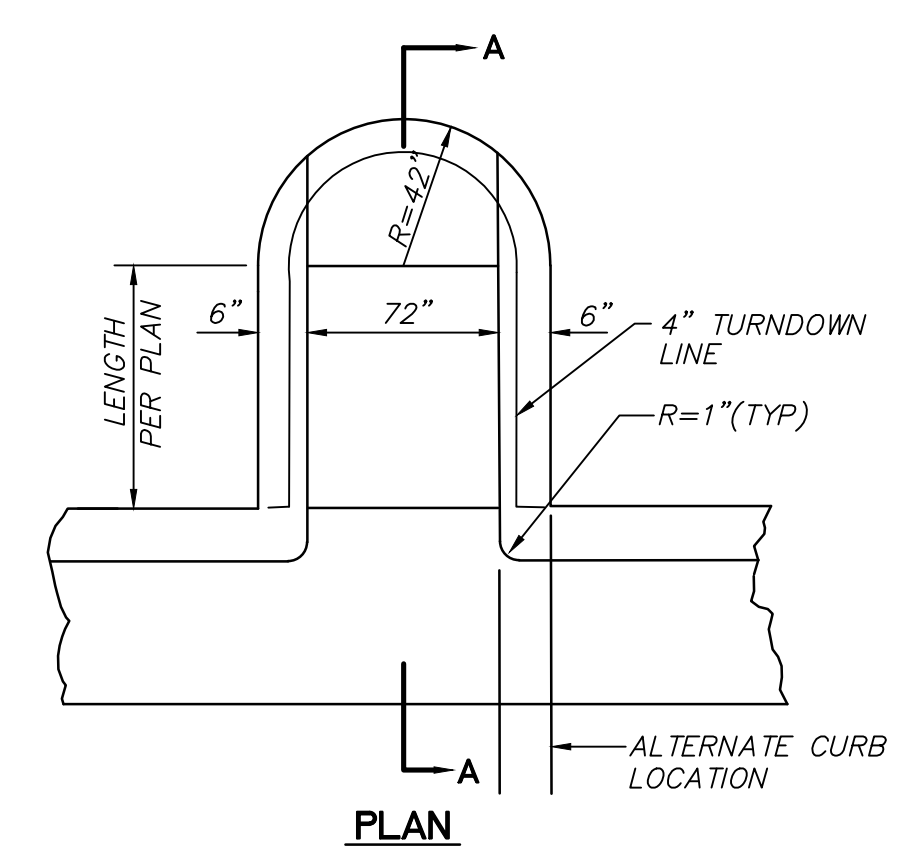 A
R=42"
6"
72"
6"
LENGTH
PER PLAN
4" TURNDOWN
LINE
R=1"(TYP)
ALTERNATE CURB
LOCATION
A
PLAN